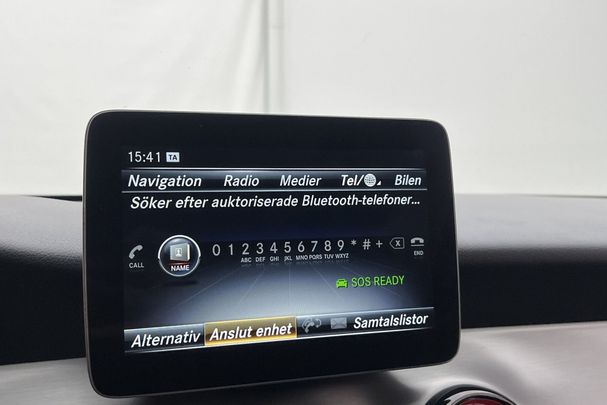 15:41 TA
Navigation Radio Medier Tel/ Bilen
Söker efter auktoriserade Bluetooth-telefoner...
0 1 2 3 4 5 6 7 8 9 * # +
ABC DEF GHI JKL MNO PQRS TUV WXYZ
CALL NAME END
SOS READY
Alternativ Anslut enhet Samtalslistor